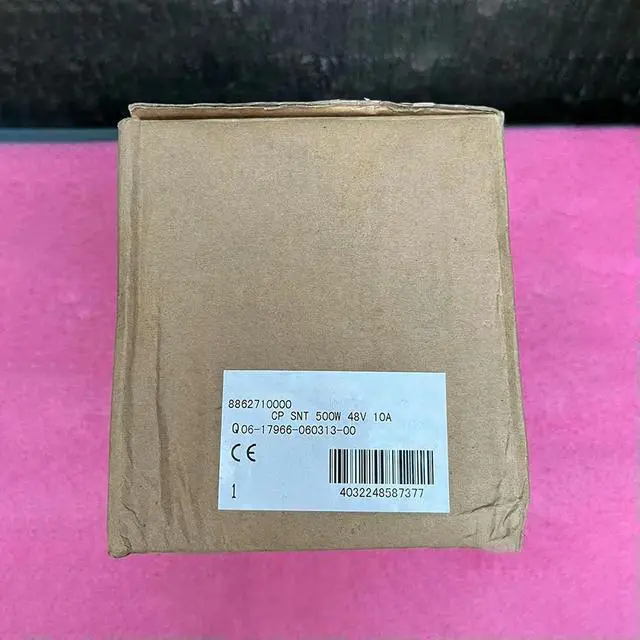 8862710000
CP SNT 500W 48V 10A
Q06-17966-060313-00
CE
1
4032248587377